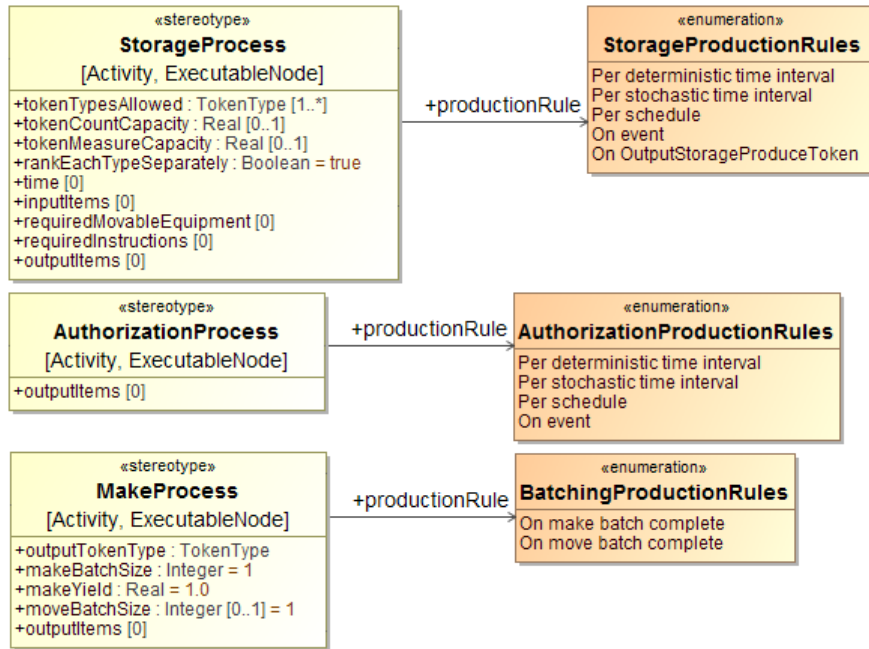 «stereotype»
StorageProcess
[Activity, ExecutableNode]
+tokenTypesAllowed : TokenType [1..*]
+tokenCountCapacity : Real [0..1]
+tokenMeasureCapacity : Real [0..1]
+rankEachTypeSeparately : Boolean = true
+time [0]
+inputItems [0]
+requiredMovableEquipment [0]
+requiredInstructions [0]
+outputItems [0]
+productionRule
«enumeration»
StorageProductionRules
Per deterministic time interval
Per stochastic time interval
Per schedule
On event
On OutputStorageProduceToken
«stereotype»
AuthorizationProcess
[Activity, ExecutableNode]
+outputItems [0]
+productionRule
«enumeration»
AuthorizationProductionRules
Per deterministic time interval
Per stochastic time interval
Per schedule
On event
«stereotype»
MakeProcess
[Activity, ExecutableNode]
+outputTokenType : TokenType
+makeBatchSize : Integer = 1
+makeYield : Real = 1.0
+moveBatchSize : Integer [0..1] = 1
+outputItems [0]
+productionRule
«enumeration»
BatchingProductionRules
On make batch complete
On move batch complete